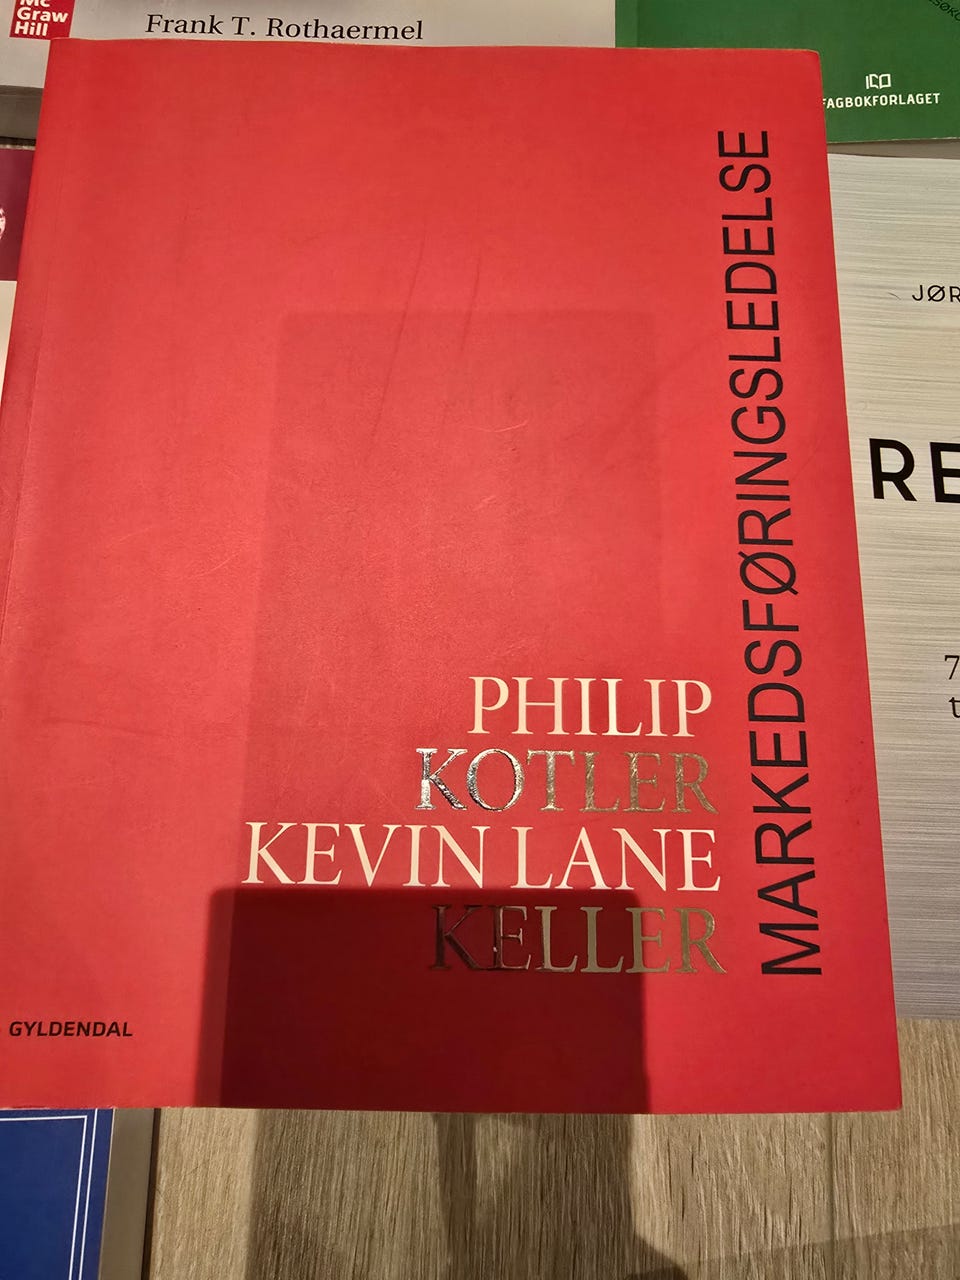 Mc
Graw
Hill
Frank T. Rothaermel
FAGBOKFORLAGET
MARKEDSFØRINGSLEDELSE
JØR
RE
7
t
PHILIP
KOTLER
KEVIN LANE
KELLER
GYLDENDAL